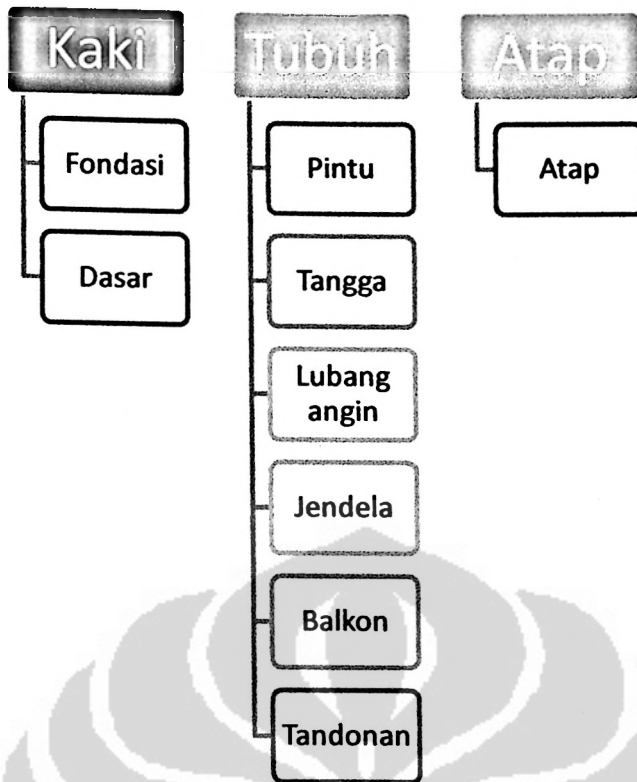 Kaki
Fondasi
Dasar
Tubuh
Pintu
Tangga
Lubang
angin
Jendela
Balkon
Tandonan
Atap
Atap